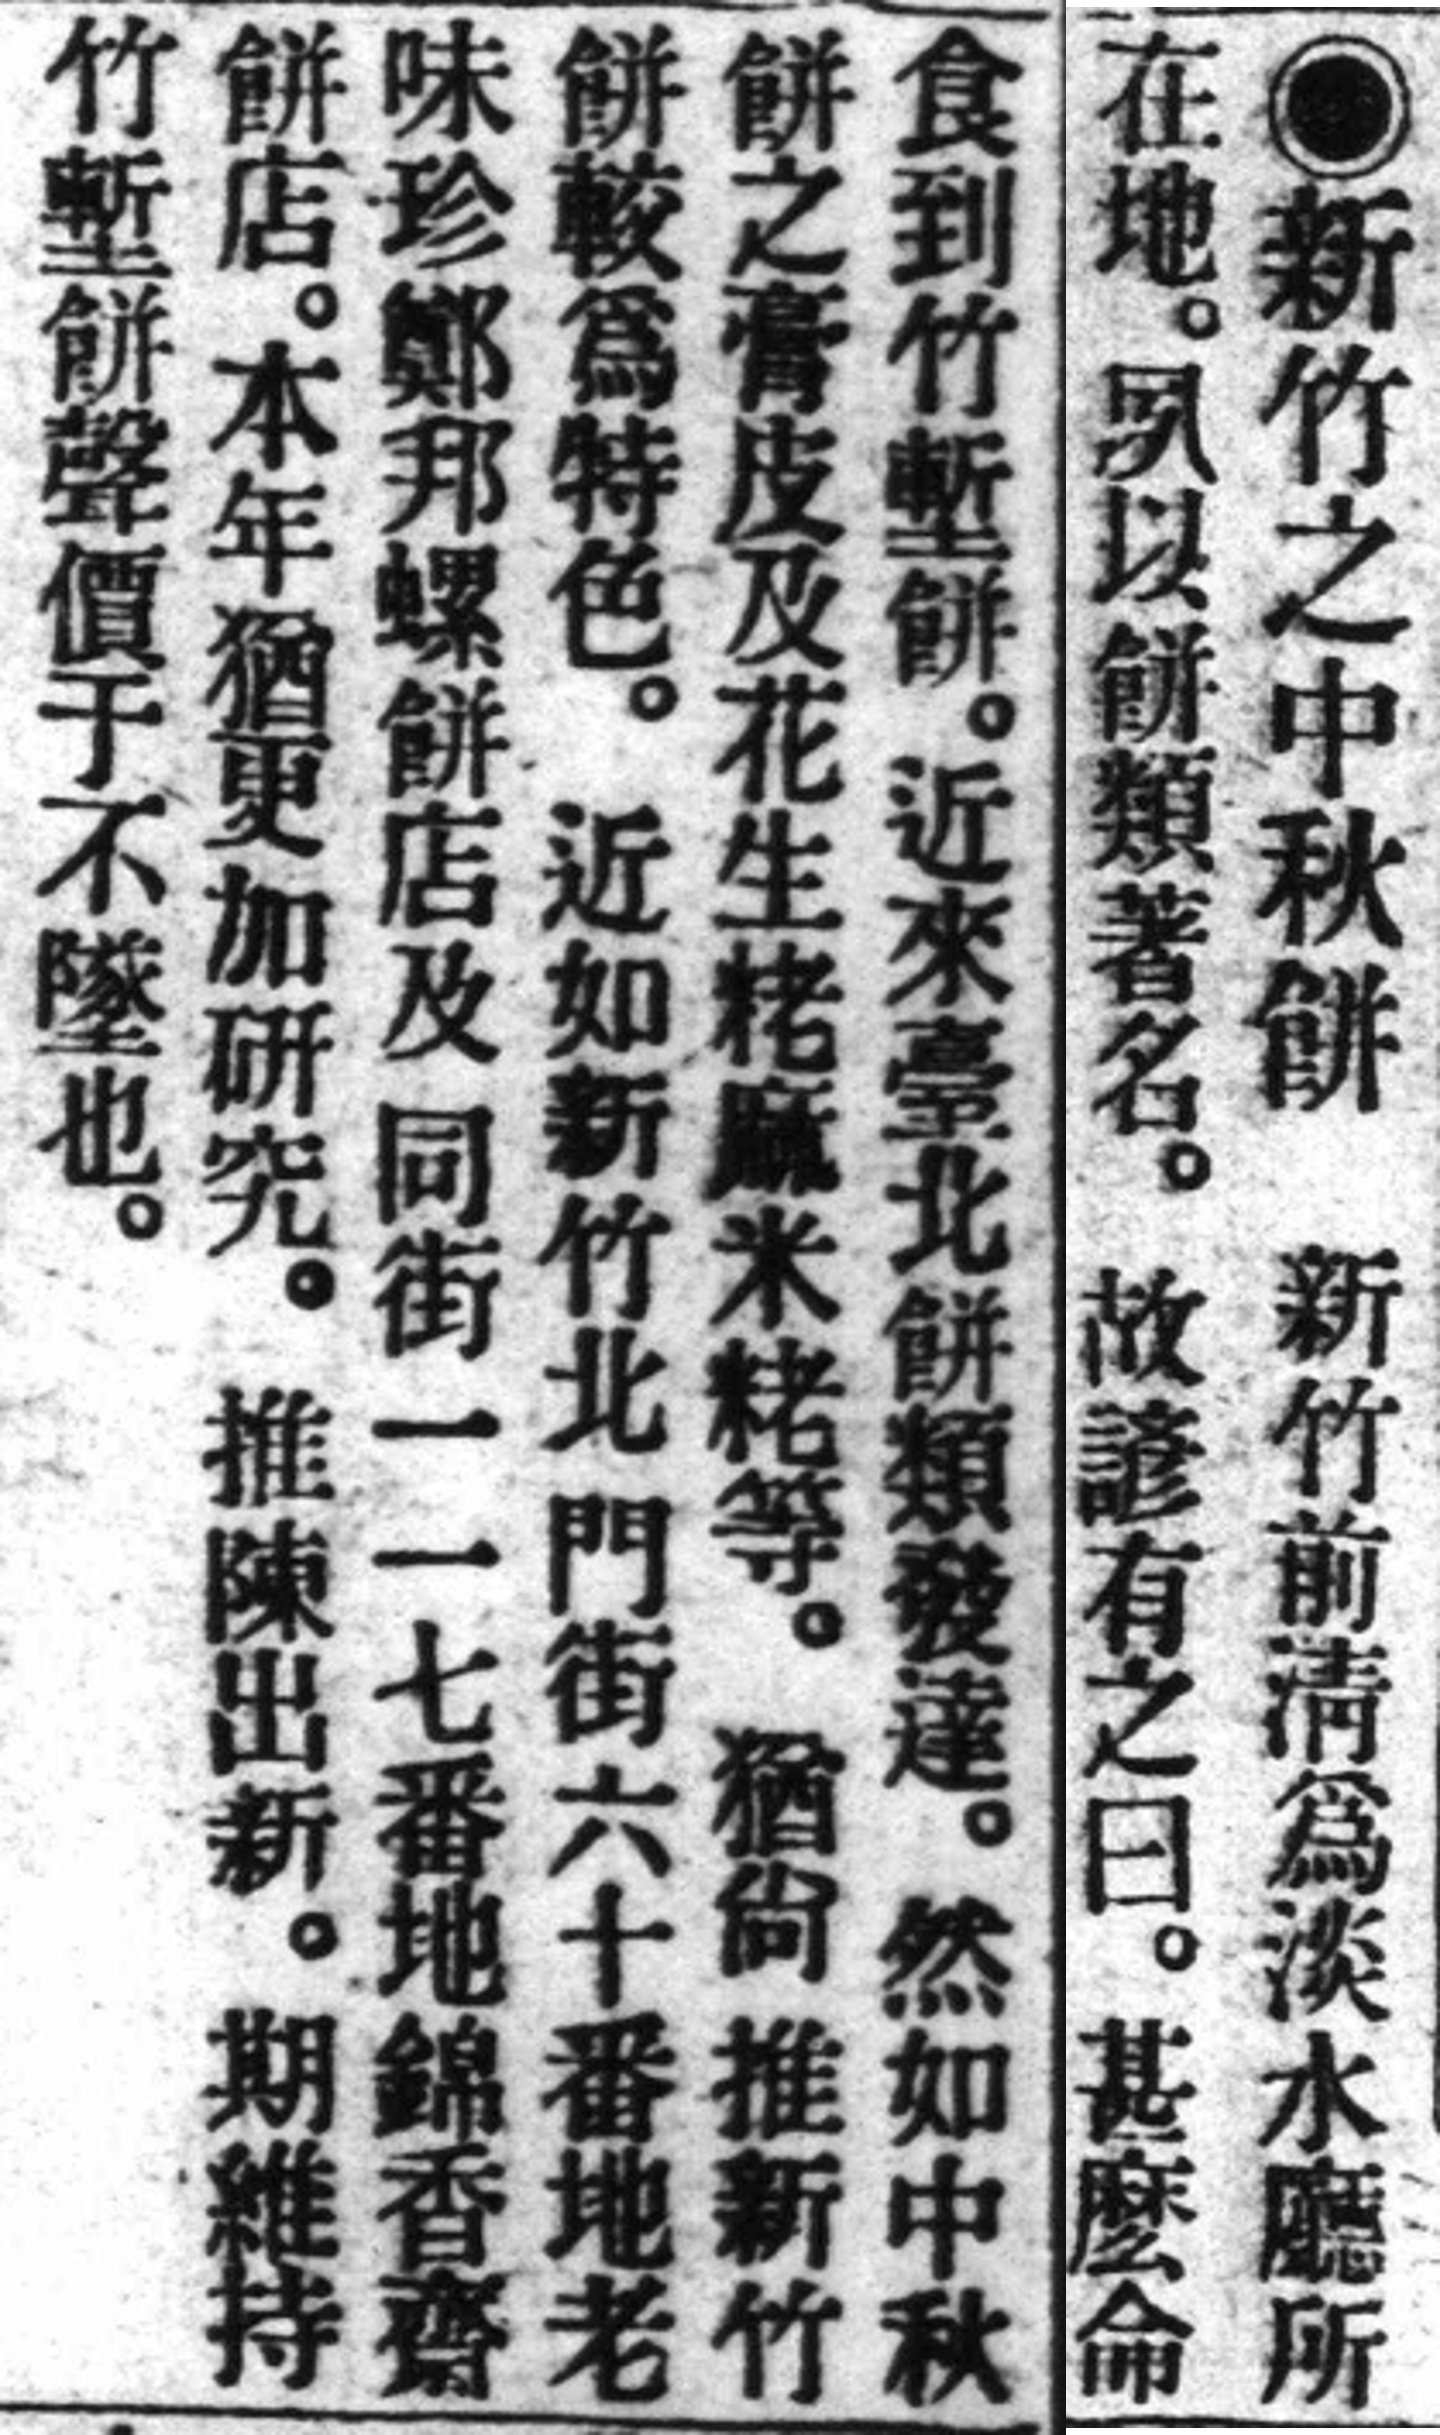 ◉新竹之中秋餅　新竹前淸爲淡水廳所
在地。夙以餅類著名。　故諺有之曰。甚麼侖
食到竹塹餅。近來臺北餅類發達。然如中秋
餅之膏皮及花生粩麻米粩等。　猶尙推新竹
餅較爲特色。　近如新竹北門街六十番地老
味珍鄭邦螺餅店及同街一一七番地錦香齋
餅店。本年猶更加硏究。　推陳出新。期維持
竹塹餅聲價于不墜也。